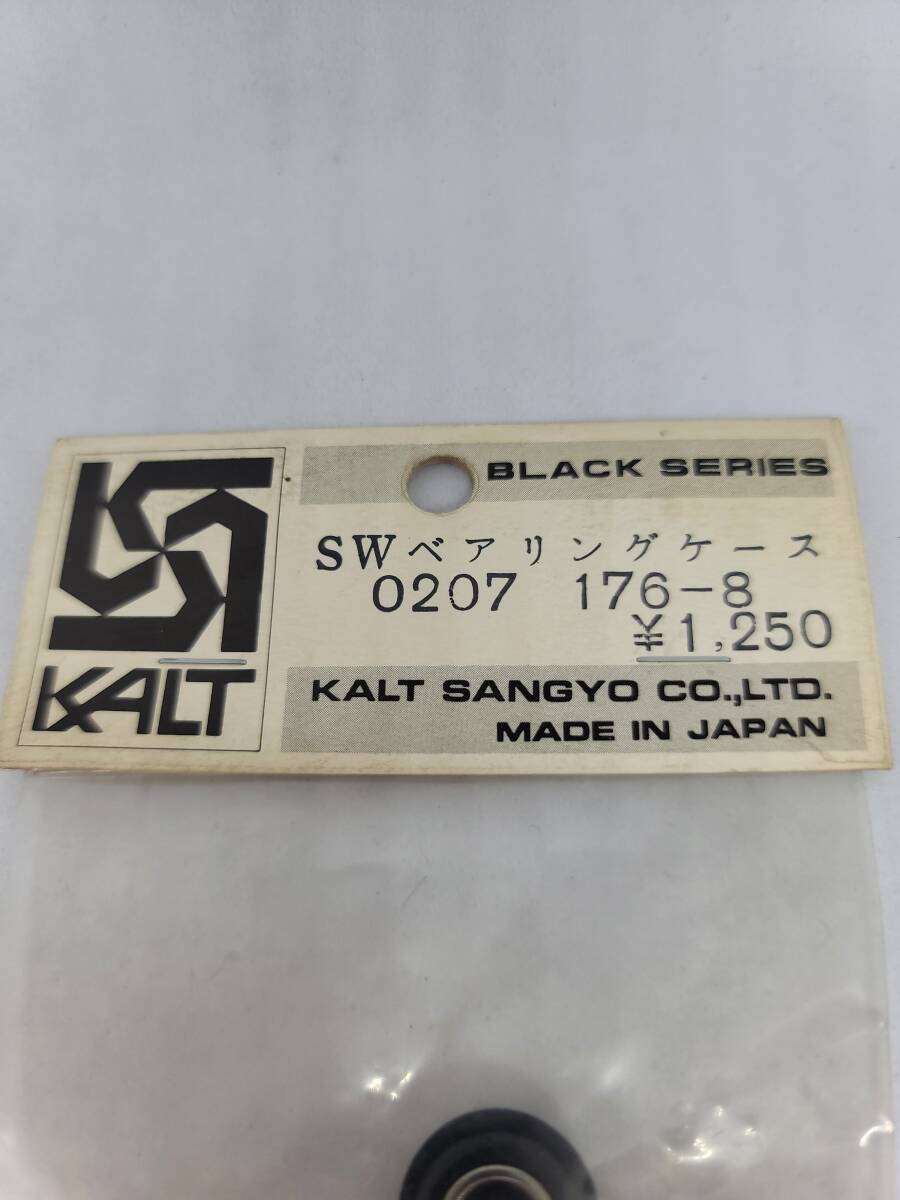 BLACK SERIES
SWベアリングケース
0207 176-8
¥1,250
KALT
KALT SANGYO CO.,LTD.
MADE IN JAPAN